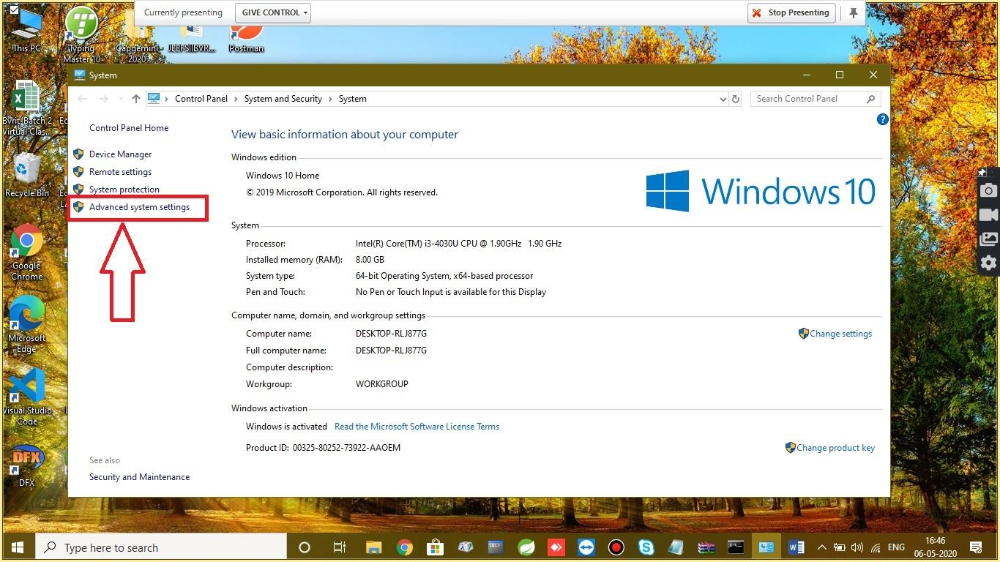 Currently presenting
GIVE CONTROL
Stop Presenting
This PC
Typing
Master 10
Capgemini
2020
JEEFSIIBVR...
Postman
System
Control Panel > System and Security > System
Search Control Panel
Bvrit-Batch 2
Virtual Clas...
Recycle Bin
Google
Chrome
Microsoft
Edge
Visual Studio
Code
DFX
DFX
Control Panel Home
Device Manager
Remote settings
System protection
Advanced system settings
See also
Security and Maintenance
View basic information about your computer
Windows edition
Windows 10 Home
© 2019 Microsoft Corporation. All rights reserved.
Windows 10
System
Processor: Intel(R) Core(TM) i3-4030U CPU @ 1.90GHz 1.90 GHz
Installed memory (RAM): 8.00 GB
System type: 64-bit Operating System, x64-based processor
Pen and Touch: No Pen or Touch Input is available for this Display
Computer name, domain, and workgroup settings
Computer name: DESKTOP-RLJ877G
Change settings
Full computer name: DESKTOP-RLJ877G
Computer description:
Workgroup: WORKGROUP
Windows activation
Windows is activated Read the Microsoft Software License Terms
Product ID: 00325-80252-73922-AAOEM
Change product key
Type here to search
ENG
16:46
06-05-2020